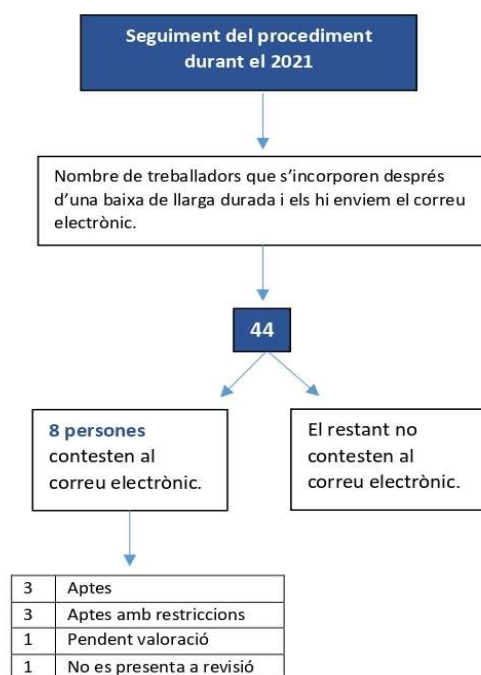 Seguiment del procediment
durant el 2021
Nombre de treballadors que s'incorporen després
d'una baixa de llarga durada i els hi enviem el correu
electrònic.
44
8 persones
contesten al
correu electrònic.
El restant no
contesten al
correu electrònic.
3 Aptes
3 Aptes amb restriccions
1 Pendent valoració
1 No es presenta a revisió